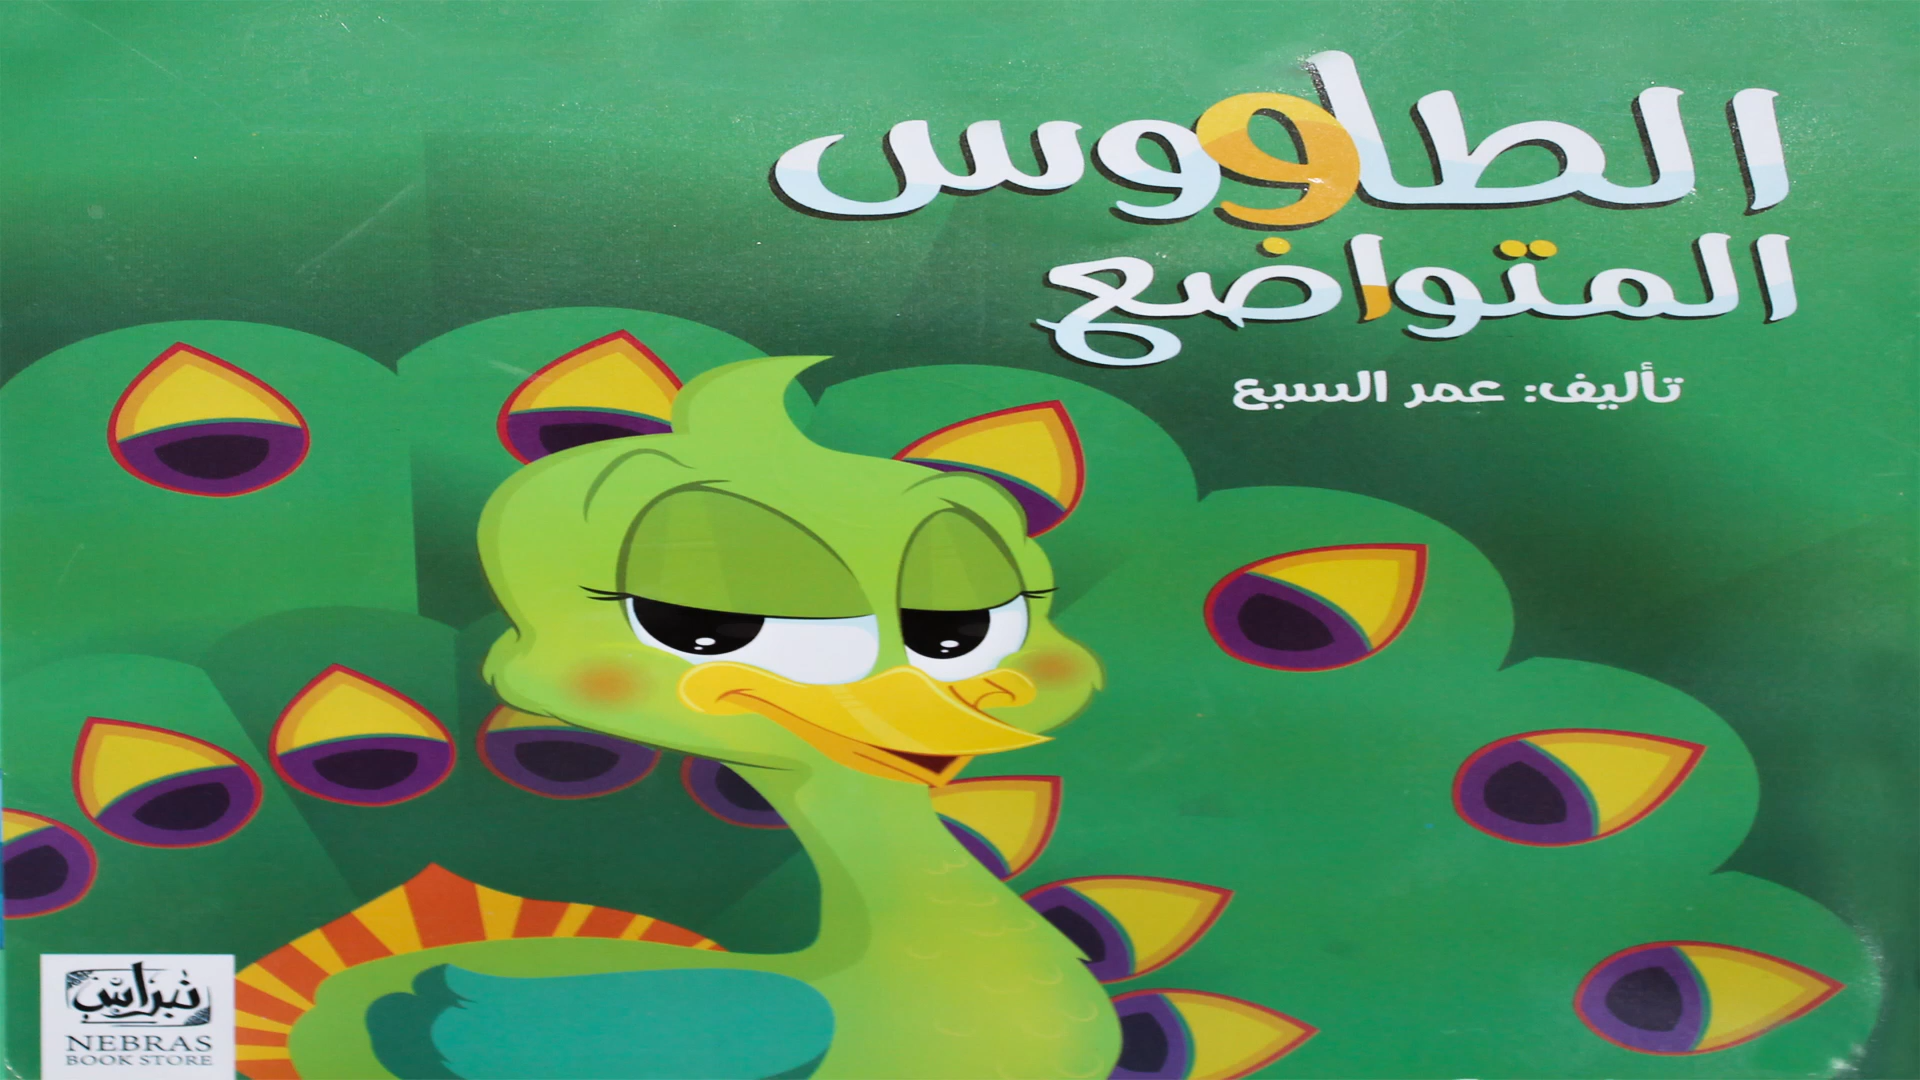 الطاووس
المتواضع
تأليف: عمر السبع
نبراس
NEBRAS
BOOK STORE